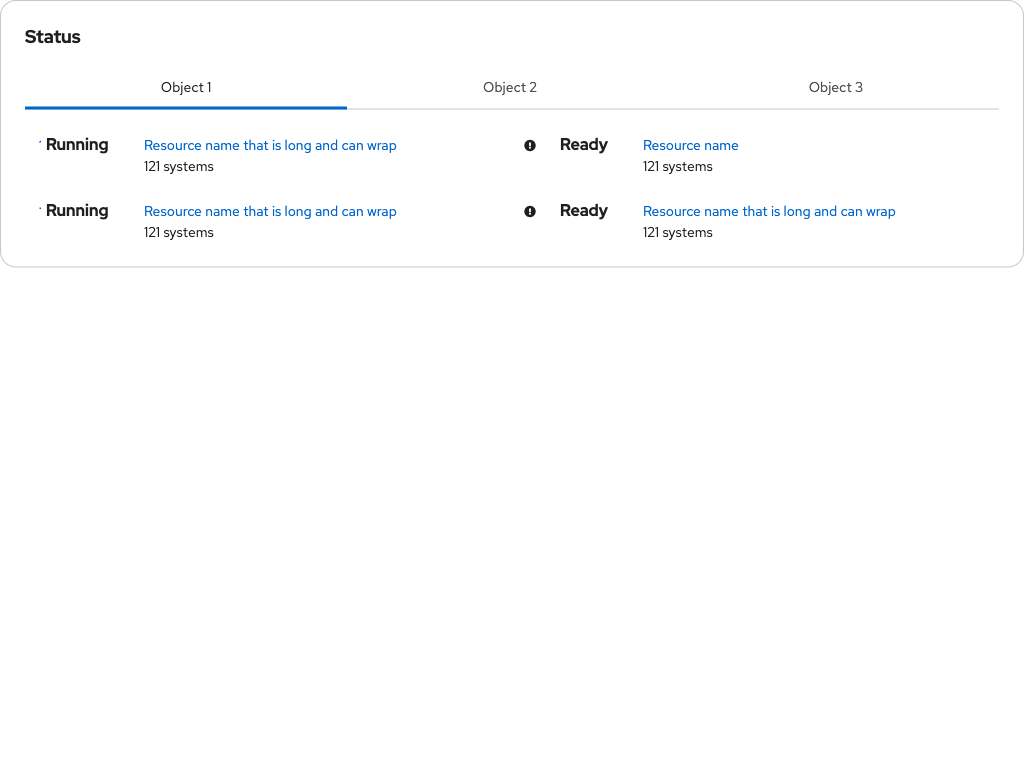 Status
Object 1
Object 2
Object 3
Running
Resource name that is long and can wrap
121 systems
Ready
Resource name
121 systems
Running
Resource name that is long and can wrap
121 systems
Ready
Resource name that is long and can wrap
121 systems